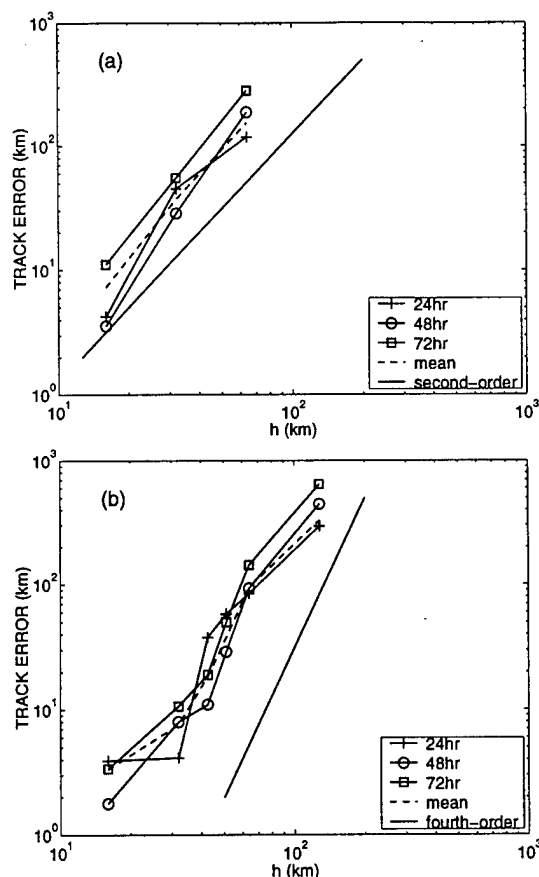 10³
(a)
10²
TRACK ERROR (km)
10¹
24hr
48hr
72hr
mean
second-order
10⁰
10¹
10²
10³
h (km)
10³
(b)
10²
TRACK ERROR (km)
10¹
24hr
48hr
72hr
mean
fourth-order
10⁰
10¹
10²
10³
h (km)